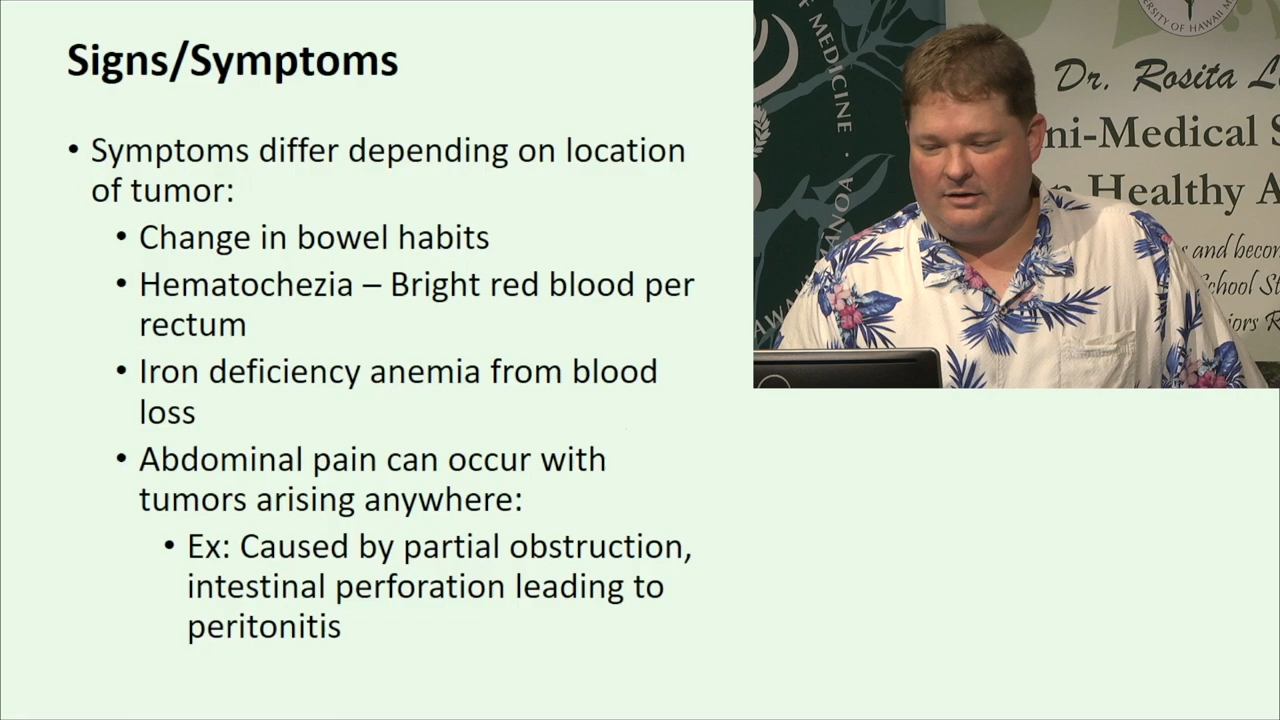 Signs/Symptoms
• Symptoms differ depending on location
of tumor:
• Change in bowel habits
• Hematochezia – Bright red blood per
rectum
• Iron deficiency anemia from blood
loss
• Abdominal pain can occur with
tumors arising anywhere:
• Ex: Caused by partial obstruction,
intestinal perforation leading to
peritonitis
OF MEDICINE ·
MANOA
OF HAWAII
Dr. Rosita
ni-Medical S
Healthy A
and becom
School St
iors R